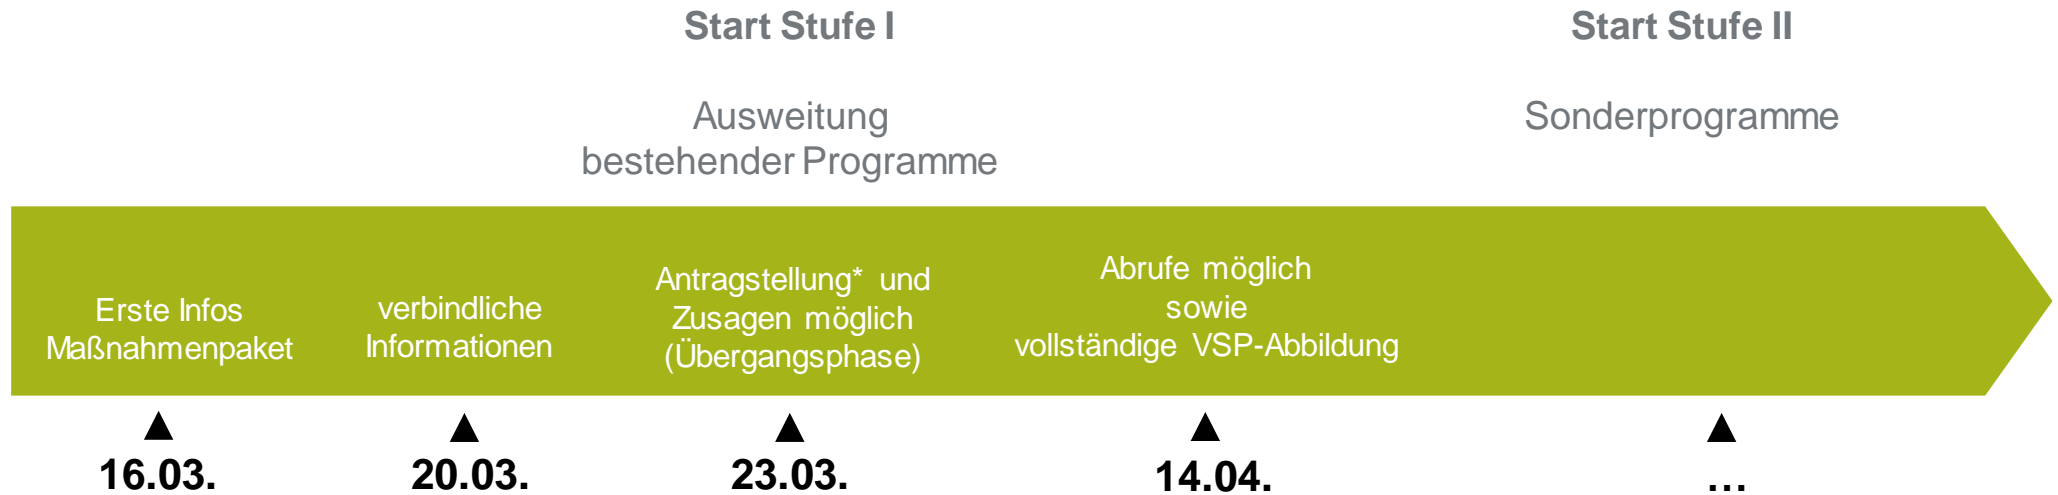 Start Stufe I
Start Stufe II
Ausweitung
bestehender Programme
Sonderprogramme
Erste Infos
Maßnahmenpaket
verbindliche
Informationen
Antragstellung* und
Zusagen möglich
(Übergangsphase)
Abrufe möglich
sowie
vollständige VSP-Abbildung
16.03.
20.03.
23.03.
14.04.
...